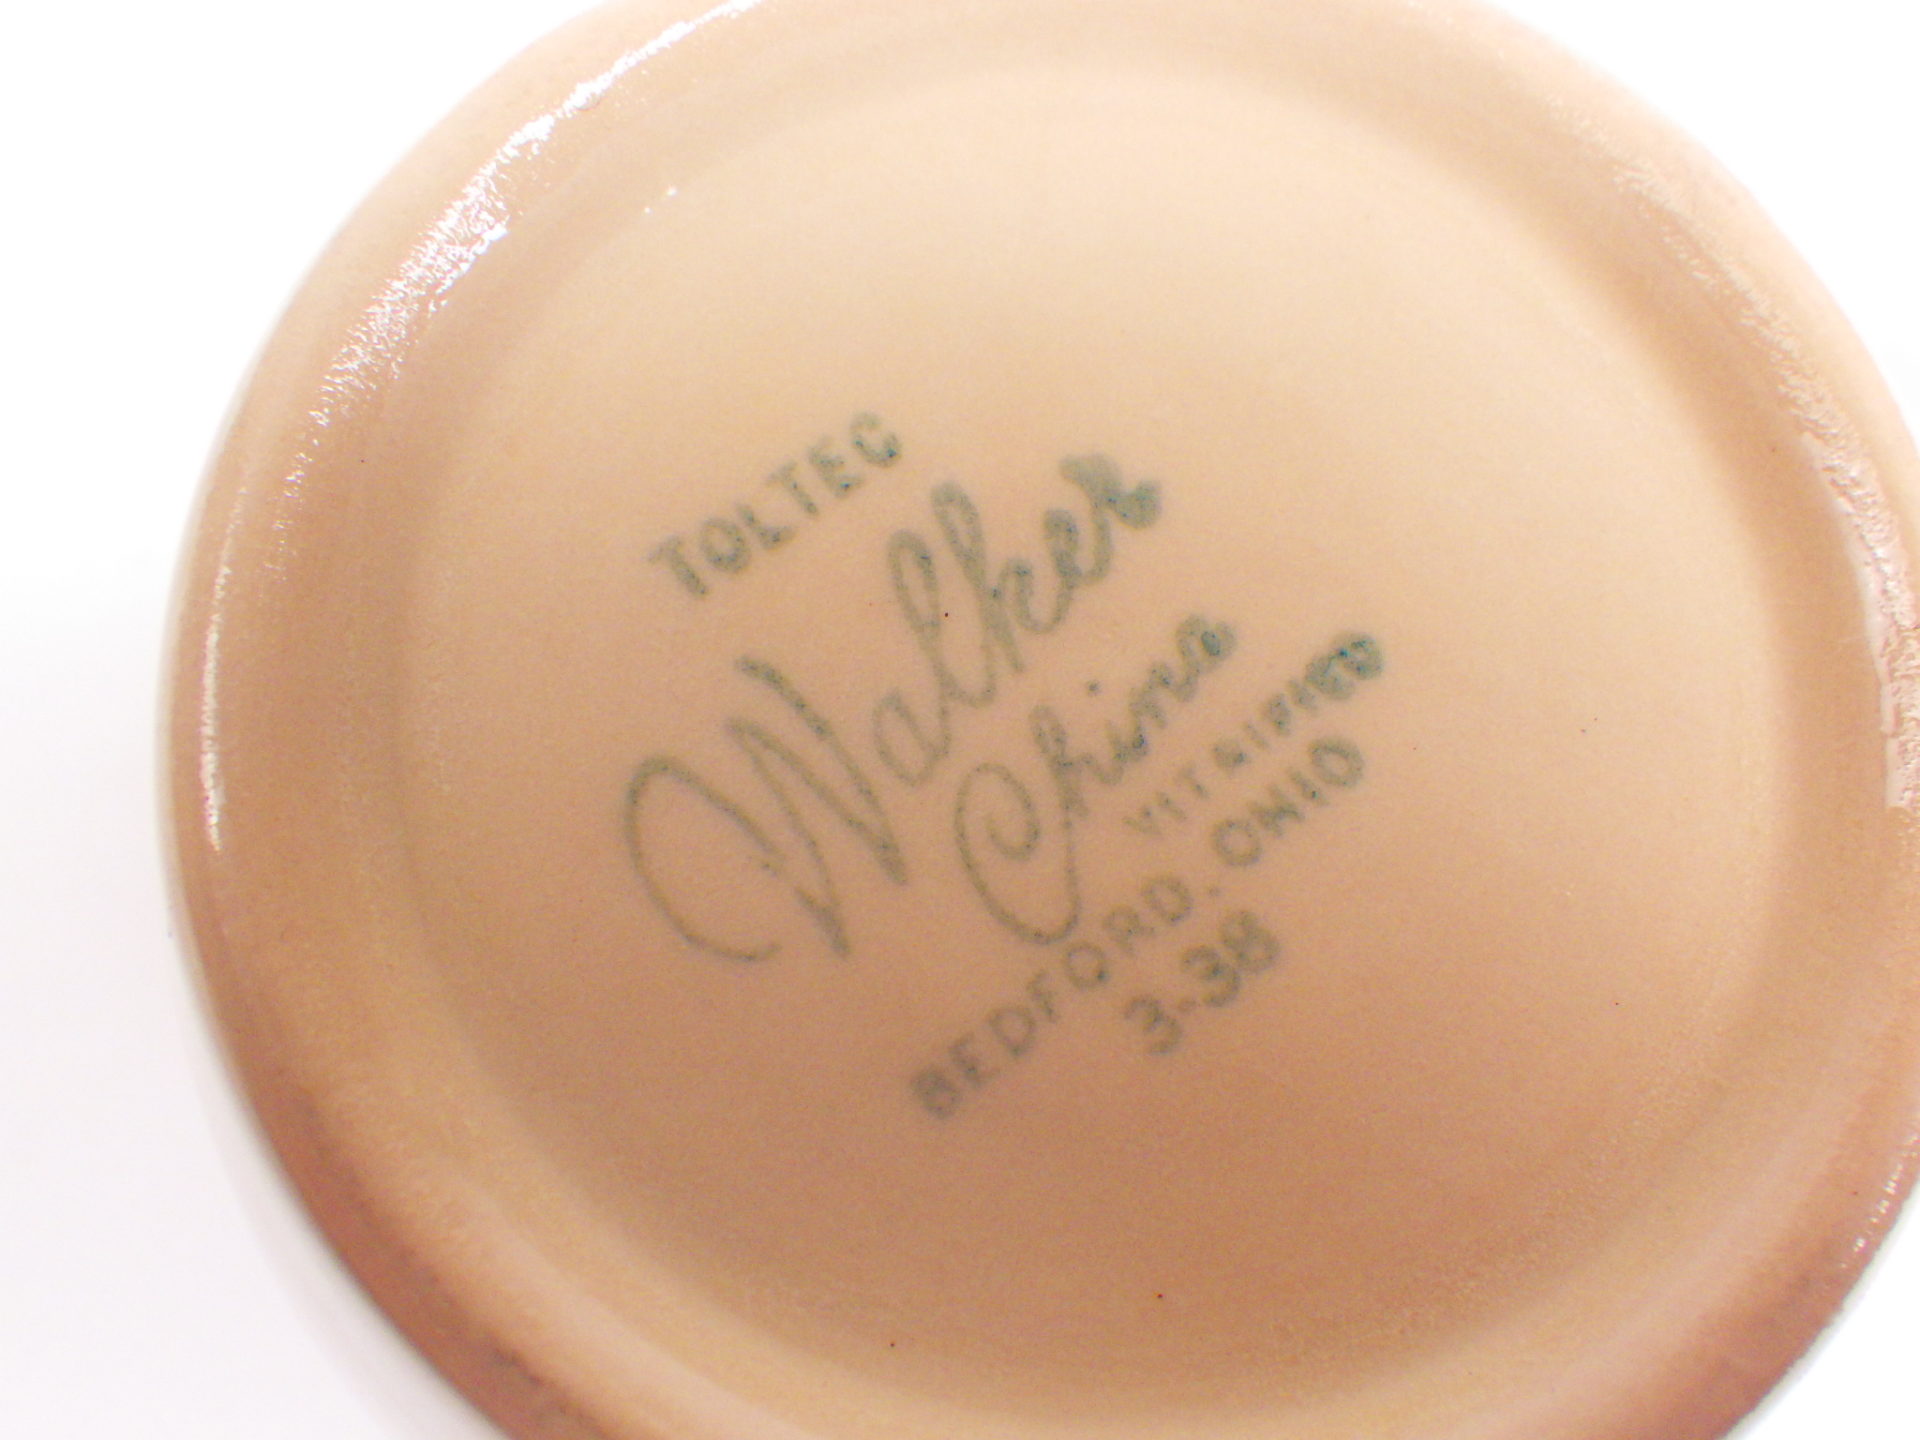 TOLTEC
Walker
China
VITRIFIED
BEDFORD, OHIO
3-38